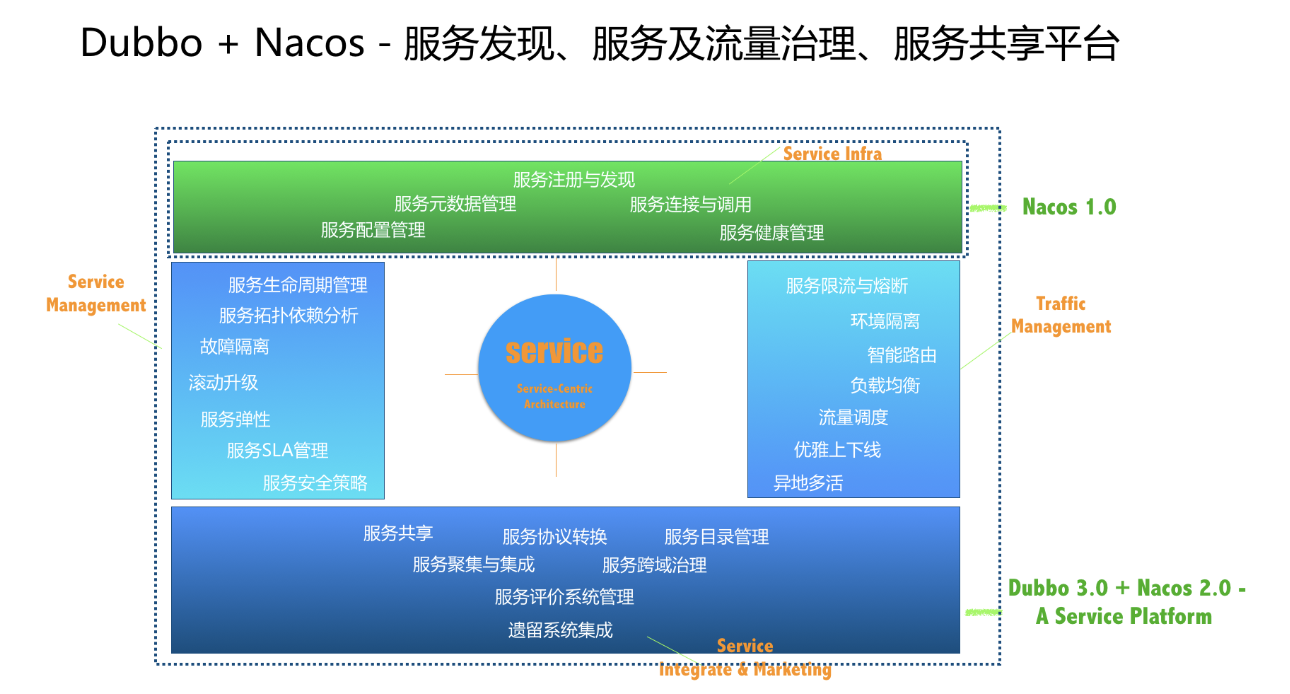 Dubbo + Nacos - 服务发现、服务及流量治理、服务共享平台
Service Infra
服务注册与发现
服务元数据管理
服务连接与调用
服务配置管理
服务健康管理
Nacos 1.0
Service
Management
服务生命周期管理
服务拓扑依赖分析
故障隔离
滚动升级
服务弹性
服务SLA管理
服务安全策略
service
Service-Centric
Architecture
服务限流与熔断
环境隔离
智能路由
负载均衡
流量调度
优雅上下线
异地多活
Traffic
Management
服务共享
服务协议转换
服务目录管理
服务聚集与集成
服务跨域治理
服务评价系统管理
遗留系统集成
Service
Integrate & Marketing
Dubbo 3.0 + Nacos 2.0 -
A Service Platform